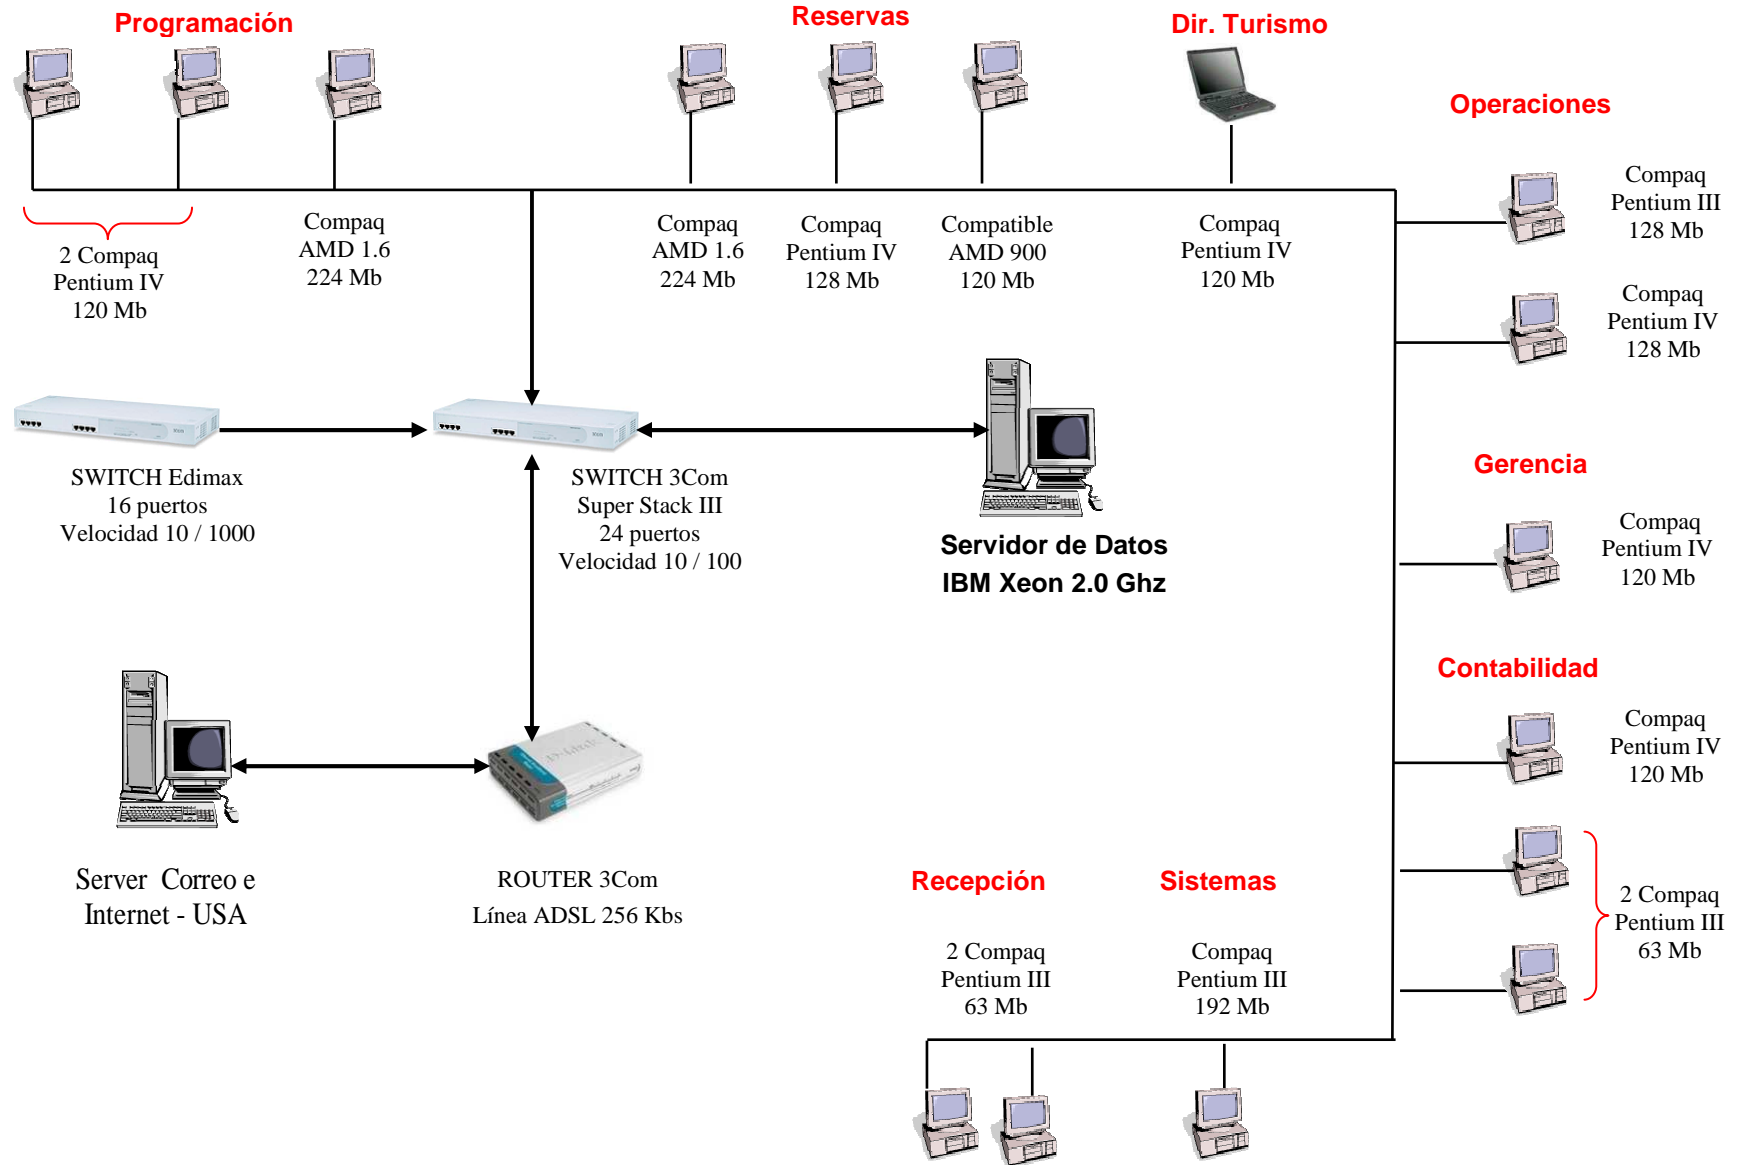 Programación
Reservas
Dir. Turismo
Operaciones
Compaq
Pentium III
128 Mb
2 Compaq
Pentium IV
120 Mb
Compaq
AMD 1.6
224 Mb
Compaq
AMD 1.6
224 Mb
Compaq
Pentium IV
128 Mb
Compatible
AMD 900
120 Mb
Compaq
Pentium IV
120 Mb
Compaq
Pentium IV
128 Mb
SWITCH Edimax
16 puertos
Velocidad 10 / 1000
SWITCH 3Com
Super Stack III
24 puertos
Velocidad 10 / 100
Servidor de Datos
IBM Xeon 2.0 Ghz
Gerencia
Compaq
Pentium IV
120 Mb
Contabilidad
Compaq
Pentium IV
120 Mb
2 Compaq
Pentium III
63 Mb
D-Link
Server Correo e
Internet - USA
ROUTER 3Com
Línea ADSL 256 Kbs
Recepción
2 Compaq
Pentium III
63 Mb
Sistemas
Compaq
Pentium III
192 Mb